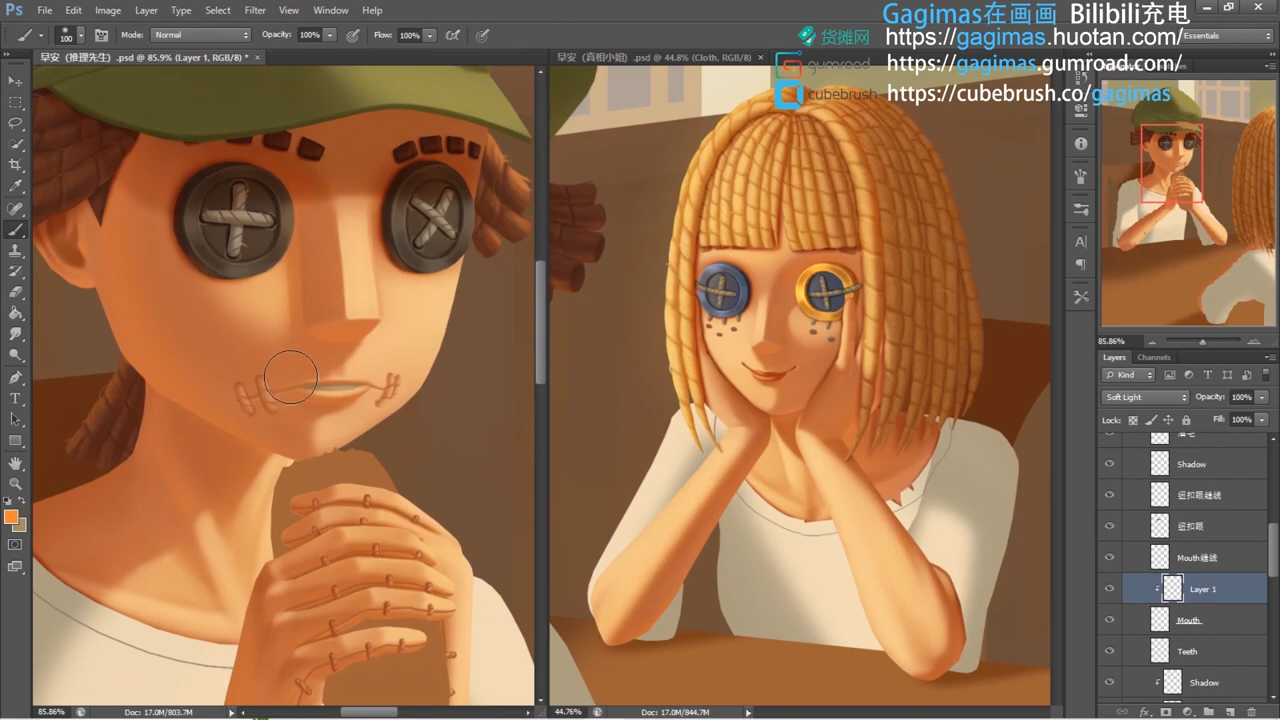 Ps File Edit Image Layer Type Select Filter View Window Help
Gagimas在画画 Bilibili充电
100 Mode: Normal Opacity: 100% Flow: 100%
货摊网 https://gagimas.huotan.com/
Essentials
早安（推理先生）.psd @ 85.9% (Layer 1, RGB/8) * ×
早安（真相小姐）.psd @ 44.8% (Cloth, RGB/8) ×
gumroad https://gagimas.gumroad.com/
cubebrush https://cubebrush.co/gagimas
85.86%
Layers Channels
Kind
Soft Light Opacity: 100%
Lock: Fill: 100%
Shadow
纽扣眼缝线
纽扣眼
Mouth缝线
Layer 1
Mouth
Teeth
Shadow
85.86% Doc: 17.0M/803.7M
44.76% Doc: 17.0M/844.7M